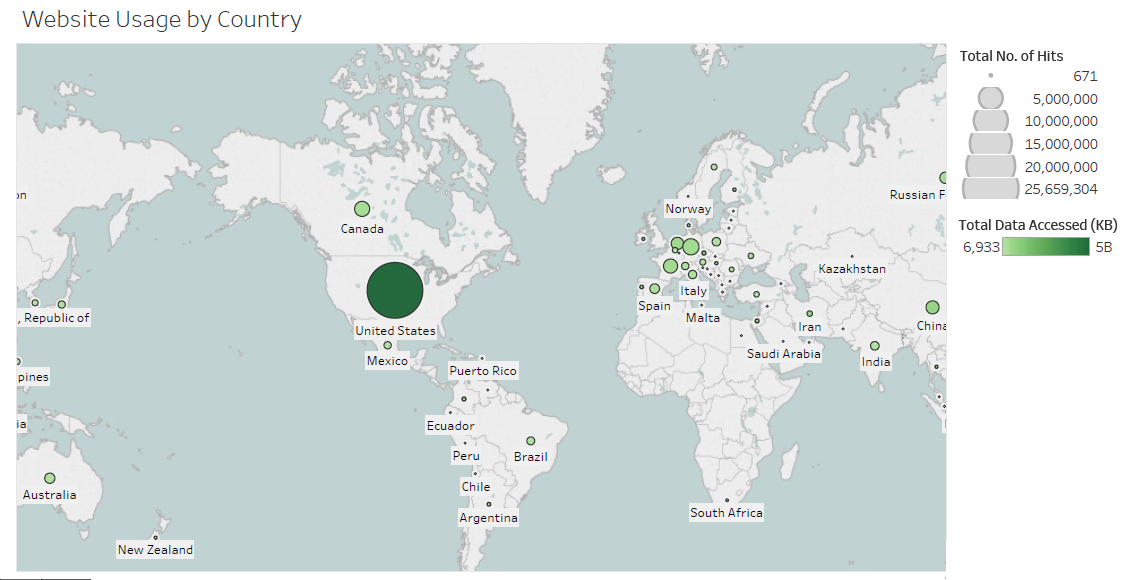 Website Usage by Country
Total No. of Hits
671
5,000,000
10,000,000
15,000,000
20,000,000
25,659,304
Total Data Accessed (KB)
6,933 5B
on
Russian F
Norway
Canada
Kazakhstan
Italy
Spain
Malta
, Republic of
United States
Iran
China
Saudi Arabia
Mexico
India
Puerto Rico
pines
ia
Ecuador
Peru
Brazil
Chile
Australia
South Africa
Argentina
New Zealand